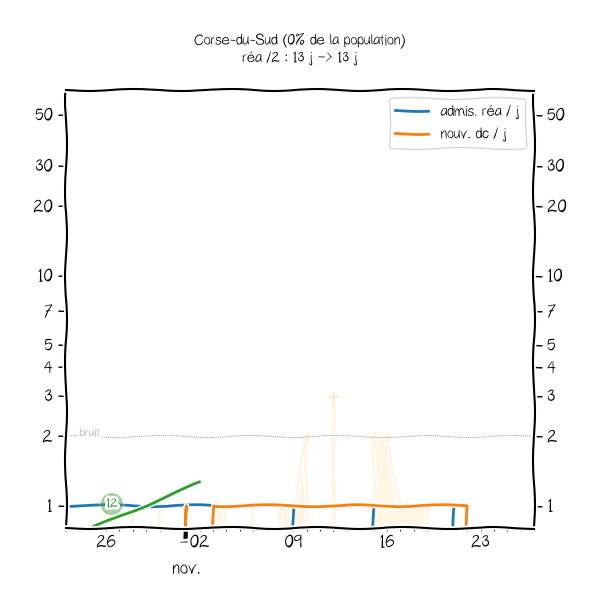 Corse-du-Sud (0% de la population)
réa /2 : 13 j -> 13 j
admis. réa / j
nouv. dc / j
50 50
30 30
20 20
10 10
7 7
5 5
4 4
3 3
2 bruit 2
1 12 1
26 02 09 16 23
nov.